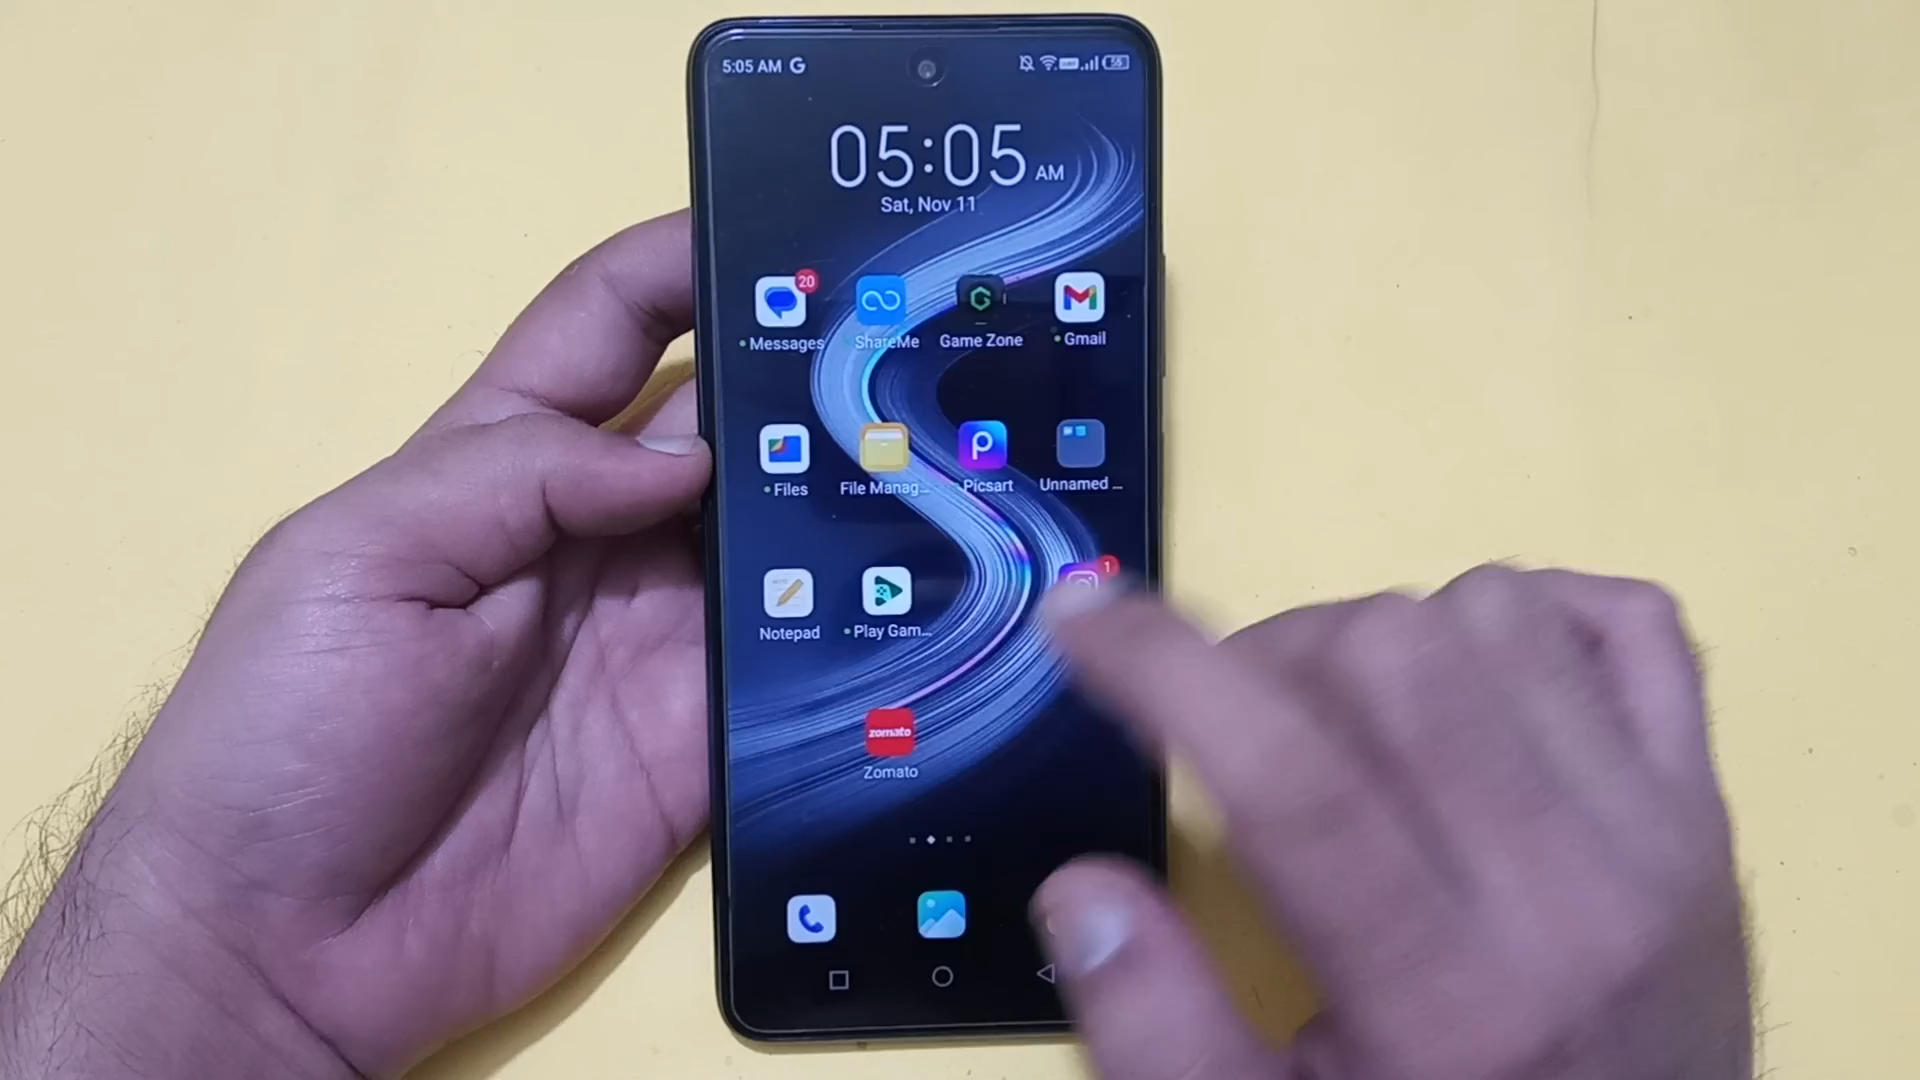 5:05 AM G
55
05:05 AM
Sat, Nov 11
20
Messages
ShareMe
Game Zone
Gmail
Files
File Manag...
Picsart
Unnamed ...
1
Notepad
Play Gam...
zomato
Zomato